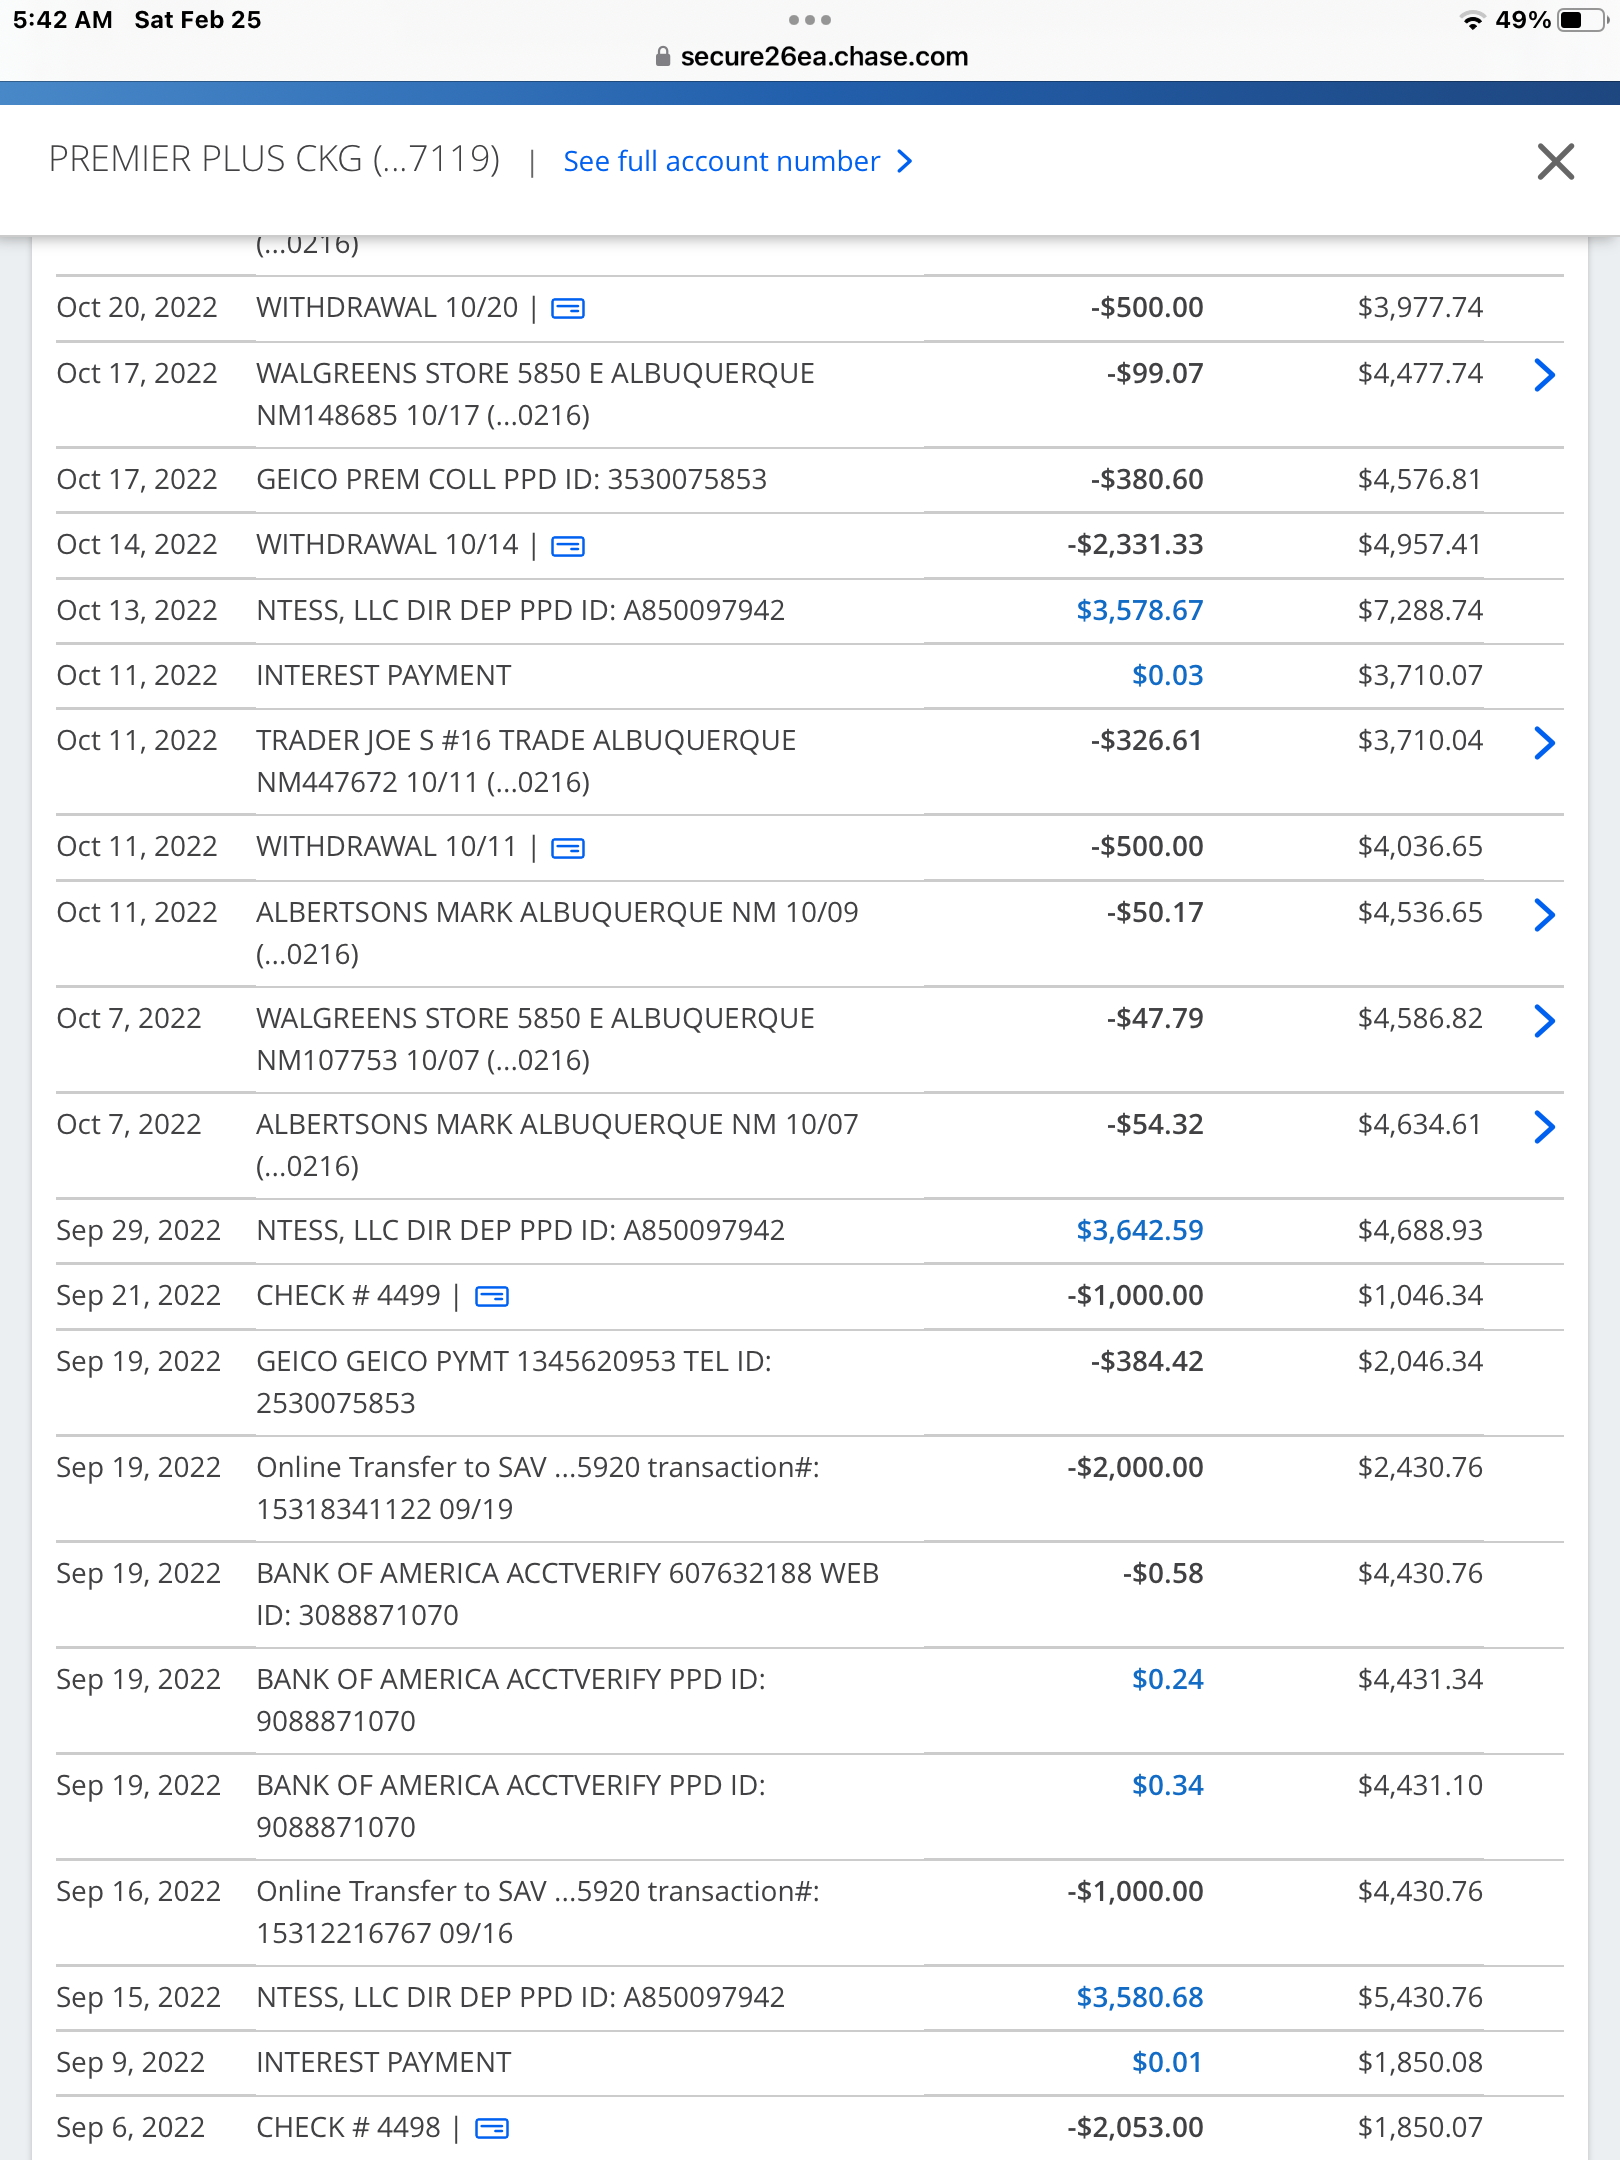 5:42 AM Sat Feb 25
49%
secure26ea.chase.com
PREMIER PLUS CKG (...7119) | See full account number
(...0216)
Oct 20, 2022 WITHDRAWAL 10/20 | -$500.00 $3,977.74
Oct 17, 2022 WALGREENS STORE 5850 E ALBUQUERQUE -$99.07 $4,477.74
NM148685 10/17 (...0216)
Oct 17, 2022 GEICO PREM COLL PPD ID: 3530075853 -$380.60 $4,576.81
Oct 14, 2022 WITHDRAWAL 10/14 | -$2,331.33 $4,957.41
Oct 13, 2022 NTESS, LLC DIR DEP PPD ID: A850097942 $3,578.67 $7,288.74
Oct 11, 2022 INTEREST PAYMENT $0.03 $3,710.07
Oct 11, 2022 TRADER JOE S #16 TRADE ALBUQUERQUE -$326.61 $3,710.04
NM447672 10/11 (...0216)
Oct 11, 2022 WITHDRAWAL 10/11 | -$500.00 $4,036.65
Oct 11, 2022 ALBERTSONS MARK ALBUQUERQUE NM 10/09 -$50.17 $4,536.65
(...0216)
Oct 7, 2022 WALGREENS STORE 5850 E ALBUQUERQUE -$47.79 $4,586.82
NM107753 10/07 (...0216)
Oct 7, 2022 ALBERTSONS MARK ALBUQUERQUE NM 10/07 -$54.32 $4,634.61
(...0216)
Sep 29, 2022 NTESS, LLC DIR DEP PPD ID: A850097942 $3,642.59 $4,688.93
Sep 21, 2022 CHECK # 4499 | -$1,000.00 $1,046.34
Sep 19, 2022 GEICO GEICO PYMT 1345620953 TEL ID: -$384.42 $2,046.34
2530075853
Sep 19, 2022 Online Transfer to SAV ...5920 transaction#: -$2,000.00 $2,430.76
15318341122 09/19
Sep 19, 2022 BANK OF AMERICA ACCTVERIFY 607632188 WEB -$0.58 $4,430.76
ID: 3088871070
Sep 19, 2022 BANK OF AMERICA ACCTVERIFY PPD ID: $0.24 $4,431.34
9088871070
Sep 19, 2022 BANK OF AMERICA ACCTVERIFY PPD ID: $0.34 $4,431.10
9088871070
Sep 16, 2022 Online Transfer to SAV ...5920 transaction#: -$1,000.00 $4,430.76
15312216767 09/16
Sep 15, 2022 NTESS, LLC DIR DEP PPD ID: A850097942 $3,580.68 $5,430.76
Sep 9, 2022 INTEREST PAYMENT $0.01 $1,850.08
Sep 6, 2022 CHECK # 4498 | -$2,053.00 $1,850.07